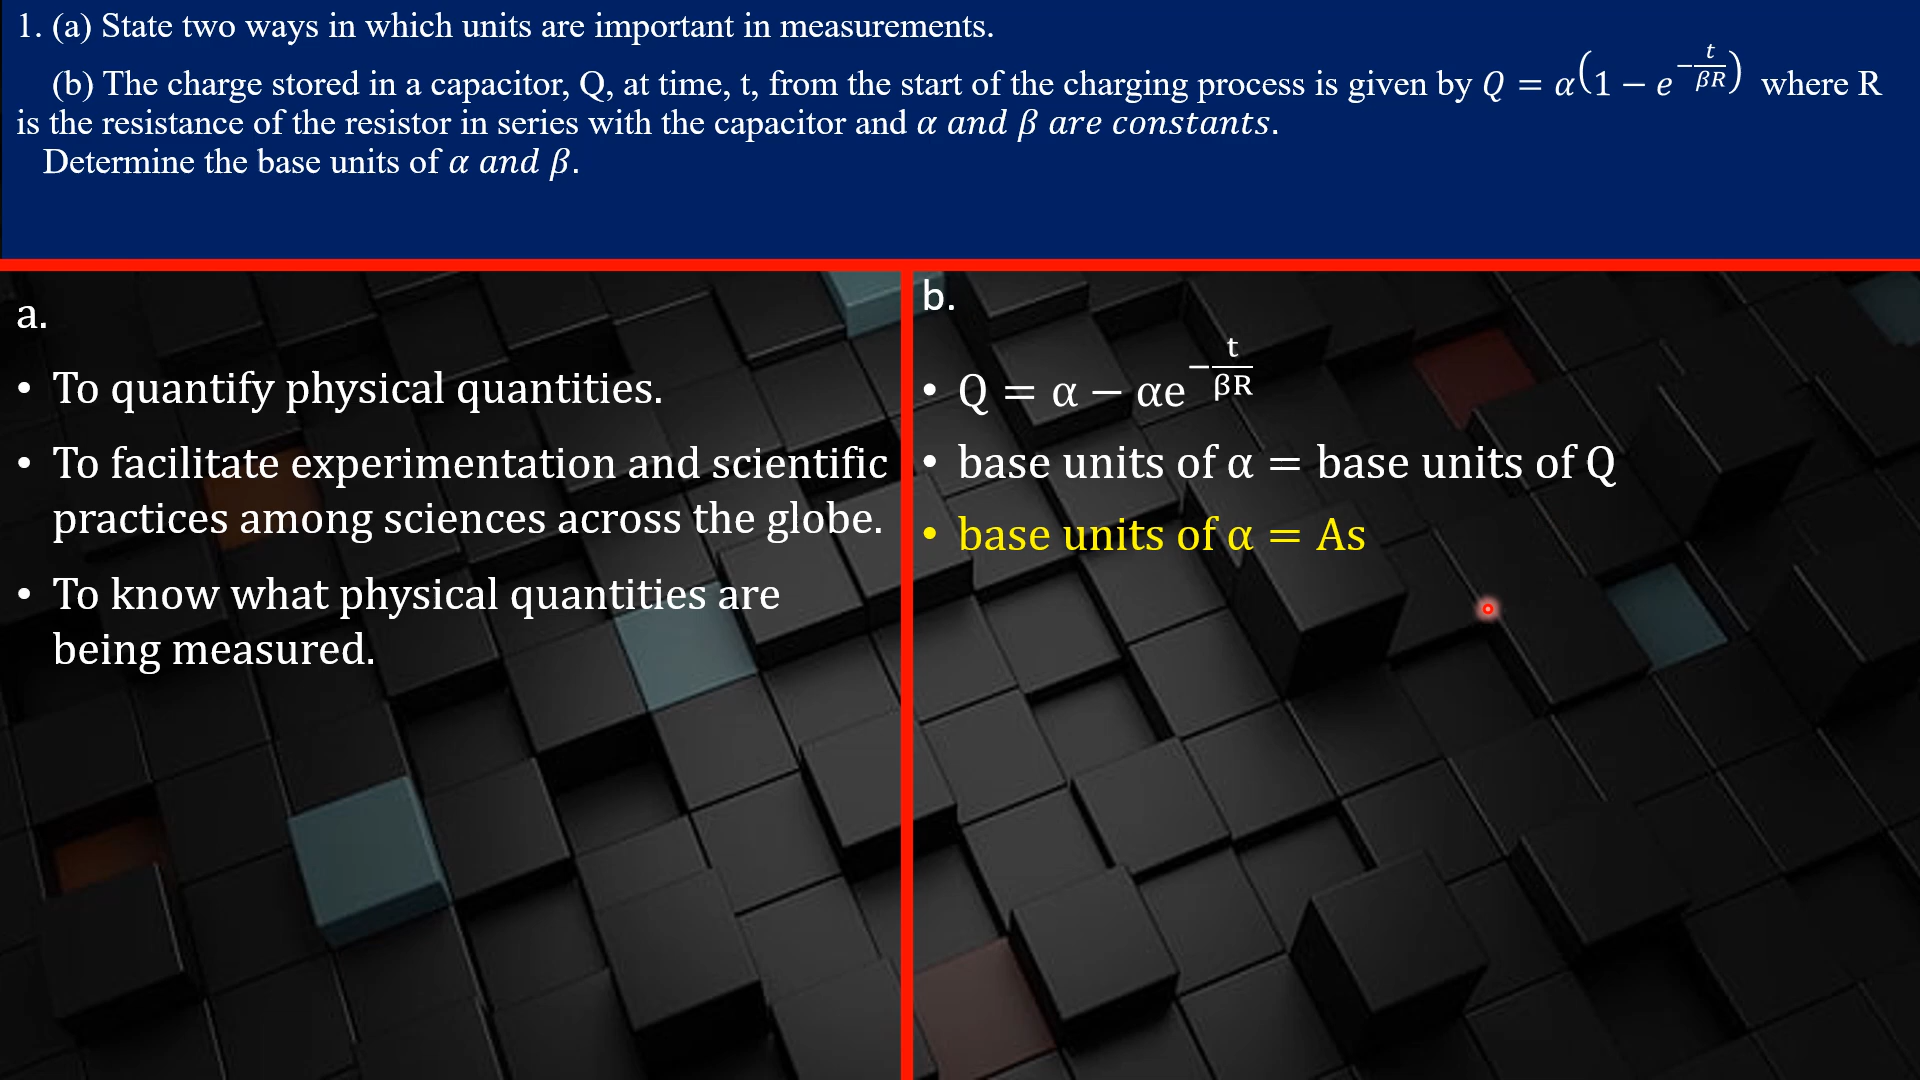 1. (a) State two ways in which units are important in measurements.
(b) The charge stored in a capacitor, Q, at time, t, from the start of the charging process is given by Q = α(1 − e^{−t/βR}) where R
is the resistance of the resistor in series with the capacitor and α and β are constants.
Determine the base units of α and β.
a.
• To quantify physical quantities.
• To facilitate experimentation and scientific
practices among sciences across the globe.
• To know what physical quantities are
being measured.
b.
• Q = α − αe^{−t/βR}
• base units of α = base units of Q
• base units of α = As